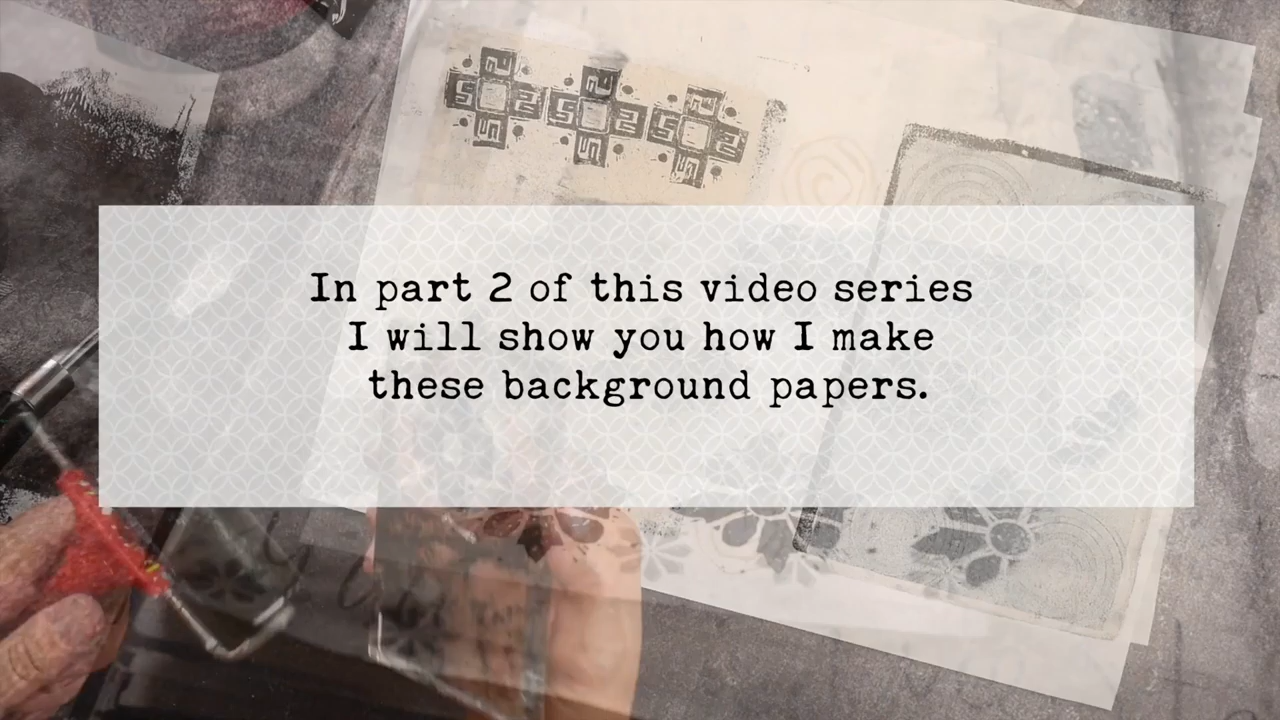 In part 2 of this video series
I will show you how I make
these background papers.